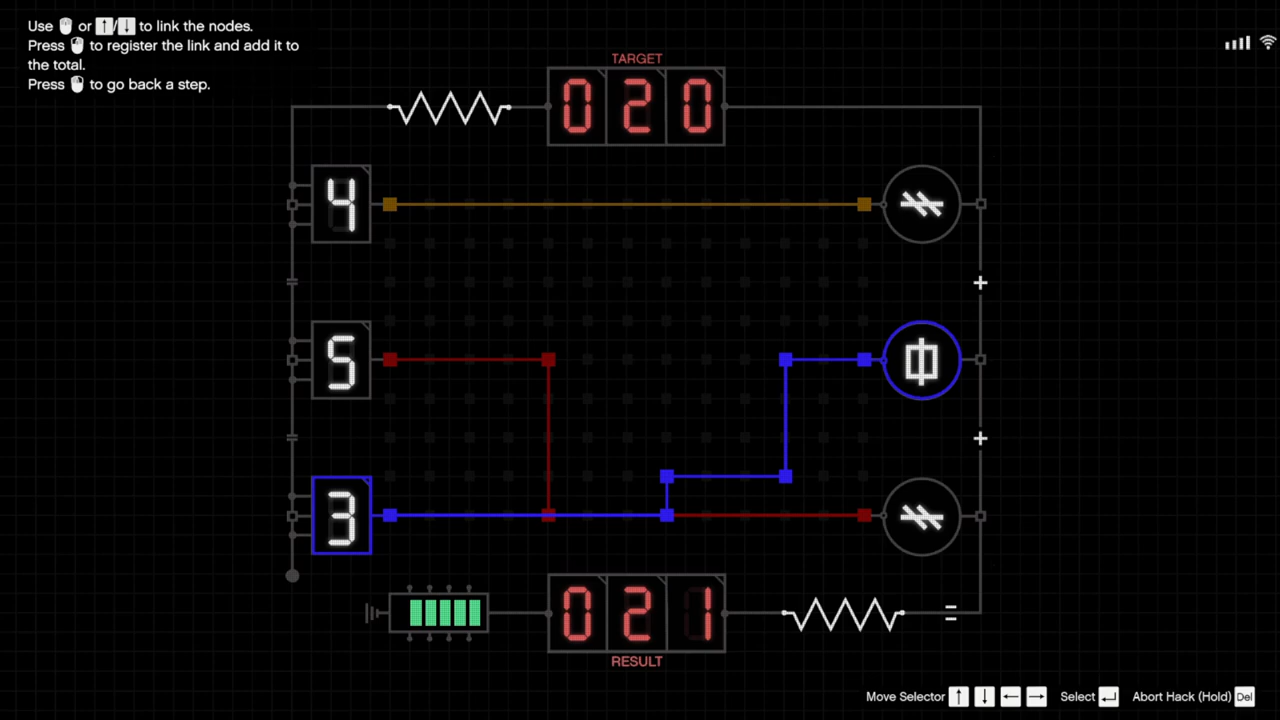 Use or ↑/↓ to link the nodes.
Press to register the link and add it to
the total.
Press to go back a step.
TARGET
020
4
5
3
+
+
021
=
RESULT
Move Selector ↑ ↓ ← → Select ↵ Abort Hack (Hold) Del